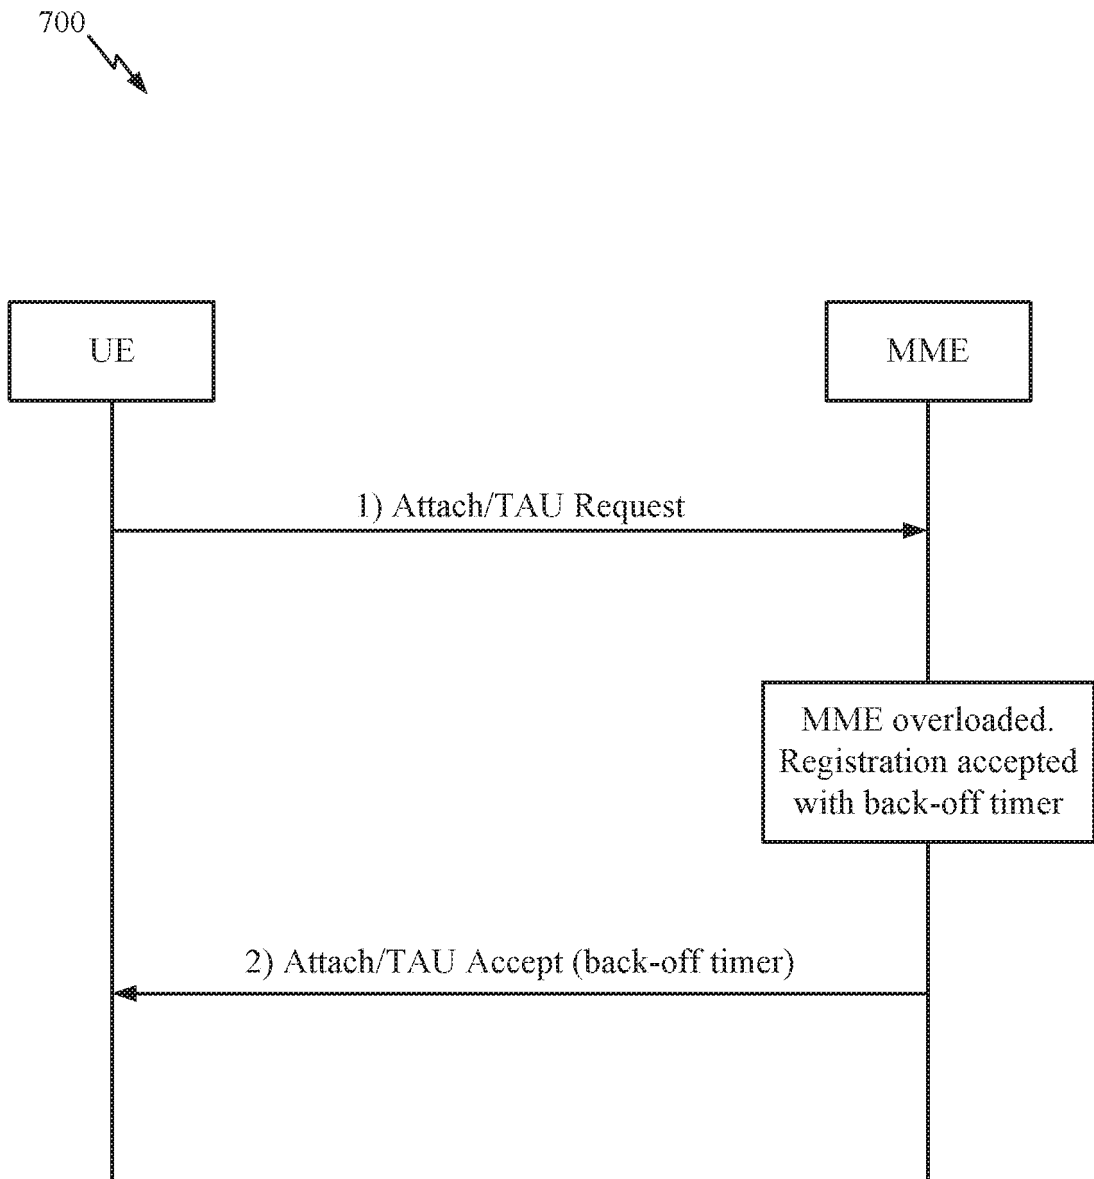 700
UE
MME
1) Attach/TAU Request
MME overloaded.
Registration accepted
with back-off timer
2) Attach/TAU Accept (back-off timer)